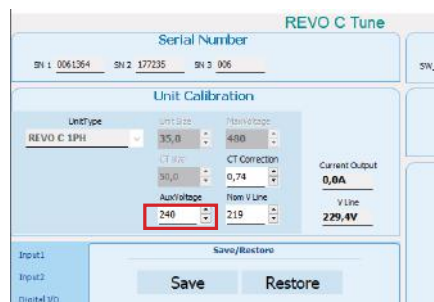 REVO C Tune
Serial Number
SN 1 0061364 SN 2 177235 SN 3 006
SW_
Unit Calibration
UnitType Unit Size MainVoltage
REVO C 1PH 35,0 480
CT Size CT Correction Current Output
50,0 0,74 0,0A
AuxVoltage Nom V Line V Line
240 219 229,4V
Input1
Save/Restore
Input2
Save Restore
Digital I/O